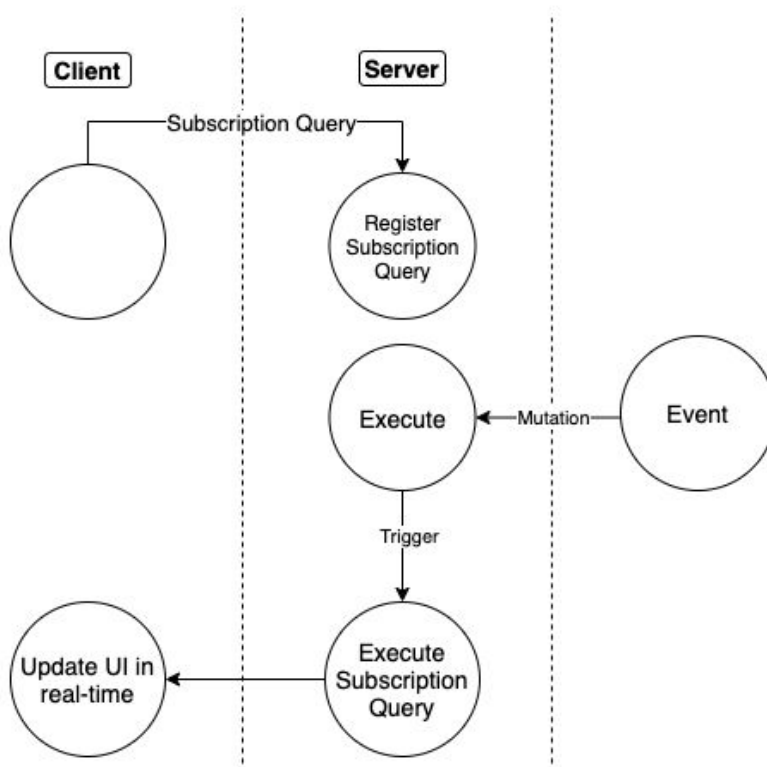 Client
Server
Subscription Query
Register
Subscription
Query
Execute
Mutation
Event
Trigger
Update UI in
real-time
Execute
Subscription
Query